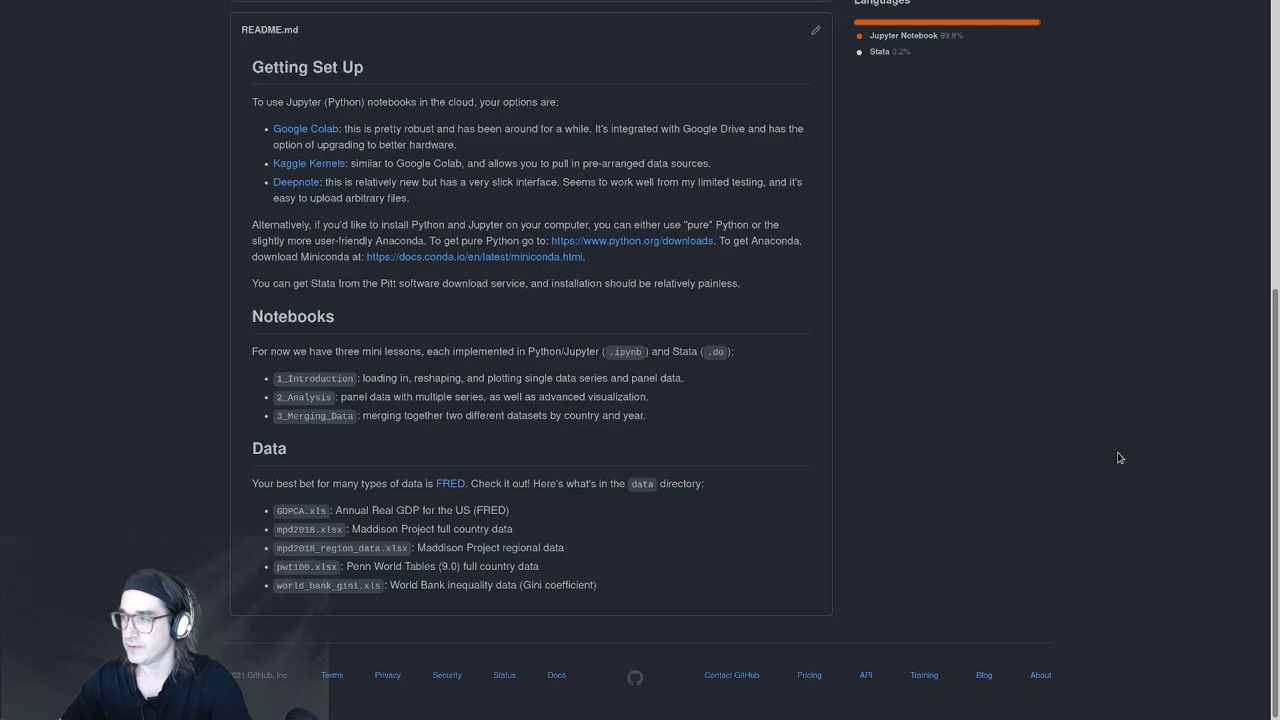 Languages
README.md
Jupyter Notebook 99.8%
Stata 0.2%
Getting Set Up
To use Jupyter (Python) notebooks in the cloud, your options are:
• Google Colab: this is pretty robust and has been around for a while. It's integrated with Google Drive and has the
option of upgrading to better hardware.
• Kaggle Kernels: similar to Google Colab, and allows you to pull in pre-arranged data sources.
• Deepnote: this is relatively new but has a very slick interface. Seems to work well from my limited testing, and it's
easy to upload arbitrary files.
Alternatively, if you'd like to install Python and Jupyter on your computer, you can either use "pure" Python or the
slightly more user-friendly Anaconda. To get pure Python go to: https://www.python.org/downloads. To get Anaconda,
download Miniconda at: https://docs.conda.io/en/latest/miniconda.html.
You can get Stata from the Pitt software download service, and installation should be relatively painless.
Notebooks
For now we have three mini lessons, each implemented in Python/Jupyter (.ipynb) and Stata (.do):
• 1_Introduction: loading in, reshaping, and plotting single data series and panel data.
• 2_Analysis: panel data with multiple series, as well as advanced visualization.
• 3_Merging_Data: merging together two different datasets by country and year.
Data
Your best bet for many types of data is FRED. Check it out! Here's what's in the data directory:
• GDPCA.xls: Annual Real GDP for the US (FRED)
• mpd2018.xlsx: Maddison Project full country data
• mpd2018_region_data.xlsx: Maddison Project regional data
• pwt100.xlsx: Penn World Tables (9.0) full country data
• world_bank_gini.xls: World Bank inequality data (Gini coefficient)
2021 GitHub, Inc. Terms Privacy Security Status Docs Contact GitHub Pricing API Training Blog About